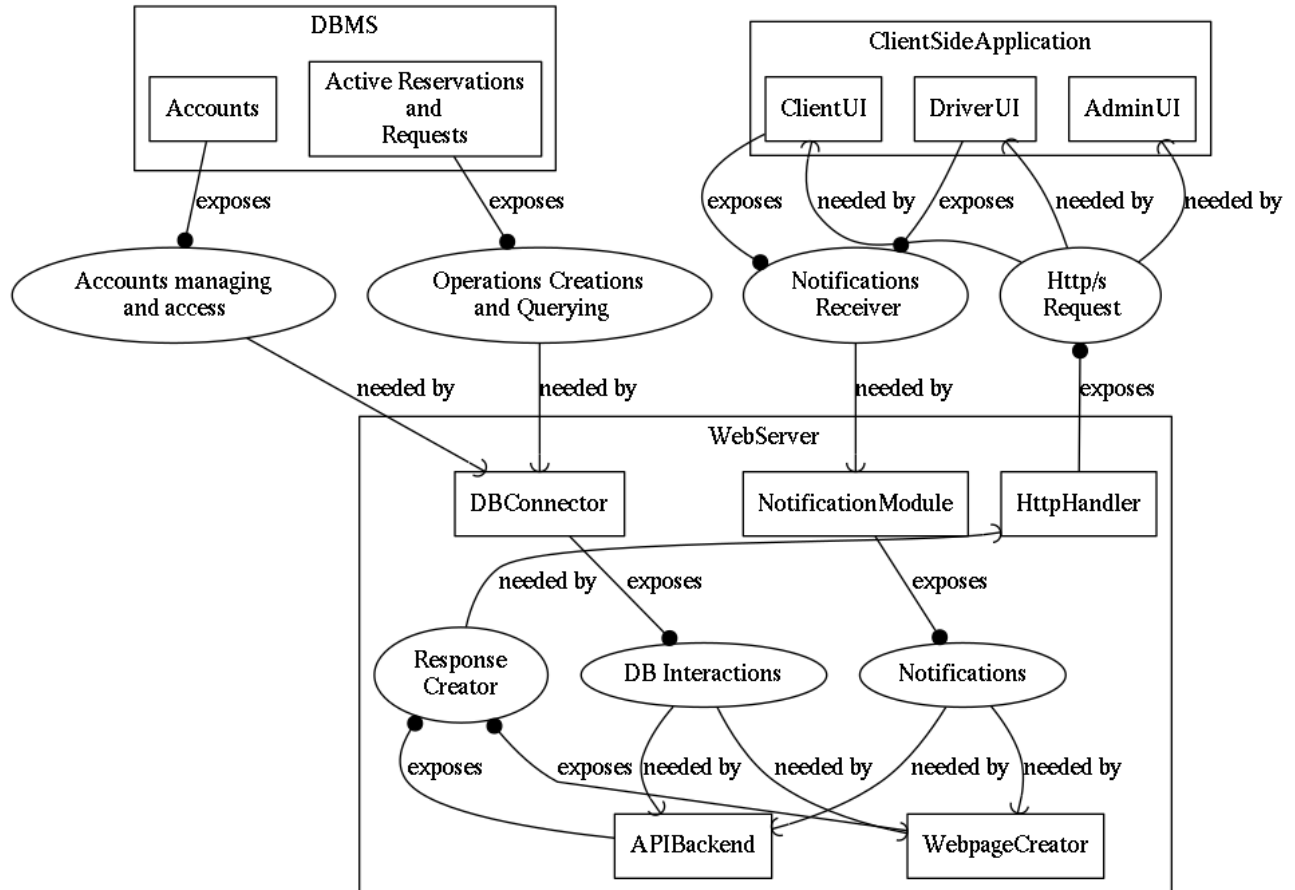 DBMS
ClientSideApplication
Accounts
Active Reservations
and
Requests
ClientUI
DriverUI
AdminUI
exposes
exposes
exposes
needed by
exposes
needed by
needed by
Accounts managing
and access
Operations Creations
and Querying
Notifications
Receiver
Http/s
Request
needed by
needed by
needed by
exposes
WebServer
DBConnector
NotificationModule
HttpHandler
needed by
exposes
exposes
Response
Creator
DB Interactions
Notifications
exposes
exposes
needed by
needed by
needed by
needed by
APIBackend
WebpageCreator